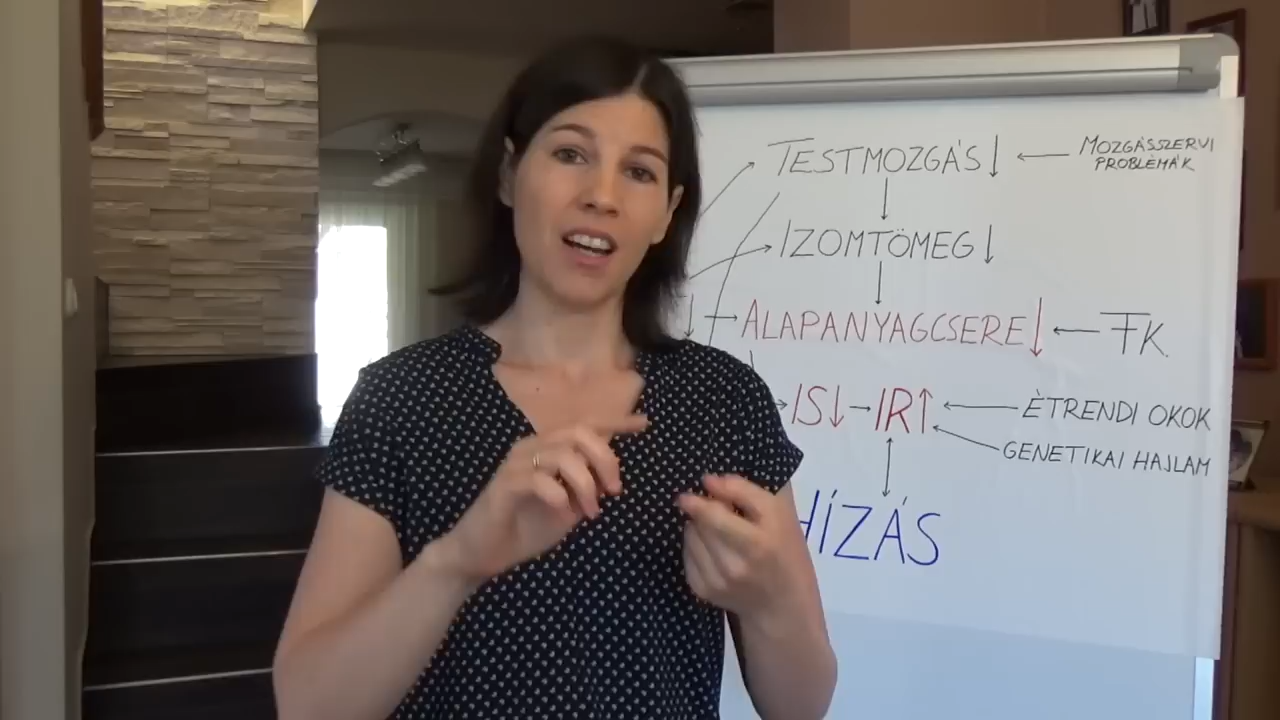 TESTMOZGÁS↓ ← MOZGÁSSZERVI
PROBLÉMÁK
IZOMTÖMEG↓
↓ → ALAPANYAGCSERE↓ ← FK.
→ IS↓ → IR↑ ← ÉTRENDI OKOK
GENETIKAI HAJLAM
HÍZÁS